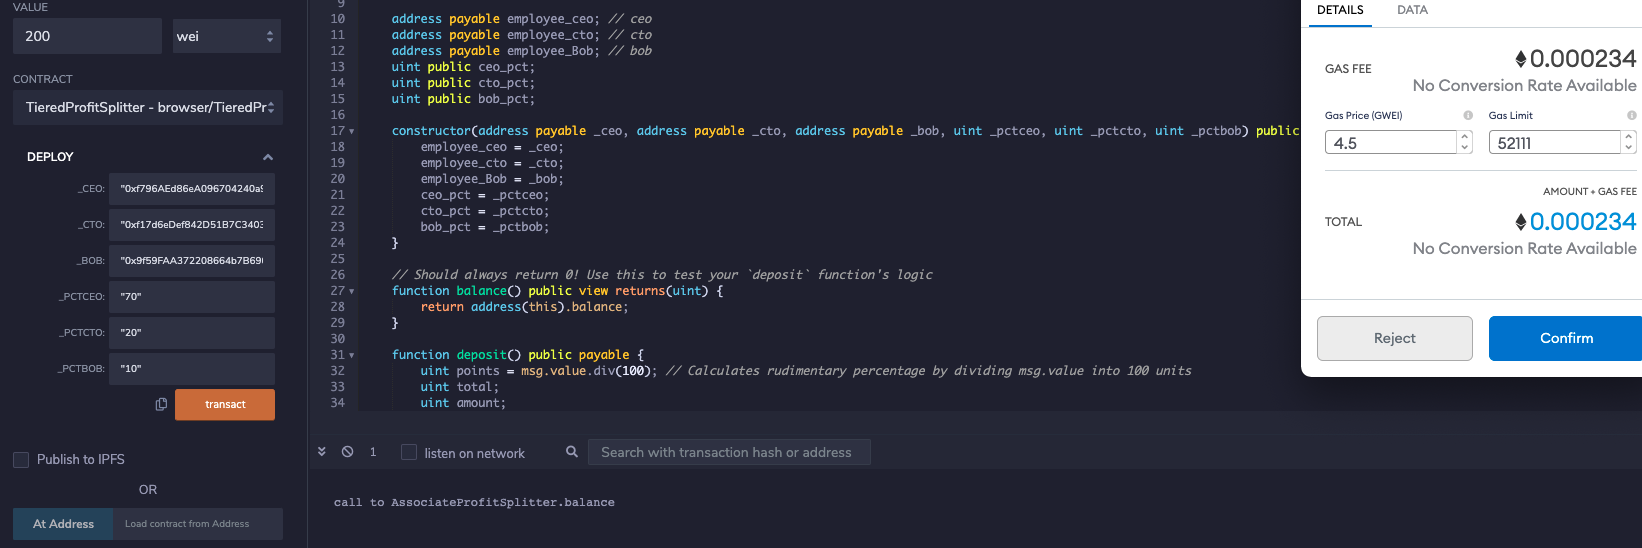 VALUE
200
wei
CONTRACT
TieredProfitSplitter - browser/TieredPr
DEPLOY
_CEO:
"0xf796AEd86eA096704240a9
_CTO:
"0xf17d6eDef842D51B7C3403
_BOB:
_PCTCEO:
"70"
_PCTCTO:
"20"
_PCTBOB:
"10"
transact
Publish to IPFS
OR
At Address
Load contract from Address
9
10 address payable employee_ceo; // ceo
11 address payable employee_cto; // cto
12 address payable employee_Bob; // bob
13 uint public ceo_pct;
14 uint public cto_pct;
15 uint public bob_pct;
16
17 constructor(address payable _ceo, address payable _cto, address payable _bob, uint _pctceo, uint _pctcto, uint _pctbob) public
18 employee_ceo = _ceo;
19 employee_cto = _cto;
20 employee_Bob = _bob;
21 ceo_pct = _pctceo;
22 cto_pct = _pctcto;
23 bob_pct = _pctbob;
24 }
25
26 // Should always return 0! Use this to test your `deposit` function's logic
27 function balance() public view returns(uint) {
28 return address(this).balance;
29 }
30
31 function deposit() public payable {
32 uint points = msg.value.div(100); // Calculates rudimentary percentage by dividing msg.value into 100 units
33 uint total;
34 uint amount;
1
listen on network
Search with transaction hash or address
call to AssociateProfitSplitter.balance
DETAILS
DATA
GAS FEE
0.000234
No Conversion Rate Available
Gas Price (GWEI)
Gas Limit
4.5
52111
AMOUNT + GAS FEE
TOTAL
0.000234
No Conversion Rate Available
Reject
Confirm